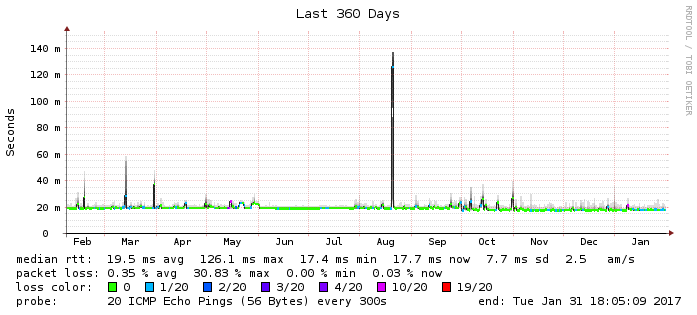 Last 360 Days
RRDTOOL / TOBI OETIKER
Seconds
140 m
120 m
100 m
80 m
60 m
40 m
20 m
0
Feb Mar Apr May Jun Jul Aug Sep Oct Nov Dec Jan
median rtt: 19.5 ms avg 126.1 ms max 17.4 ms min 17.7 ms now 7.7 ms sd 2.5 am/s
packet loss: 0.35 % avg 30.83 % max 0.00 % min 0.03 % now
loss color: 0 1/20 2/20 3/20 4/20 10/20 19/20
probe: 20 ICMP Echo Pings (56 Bytes) every 300s end: Tue Jan 31 18:05:09 2017